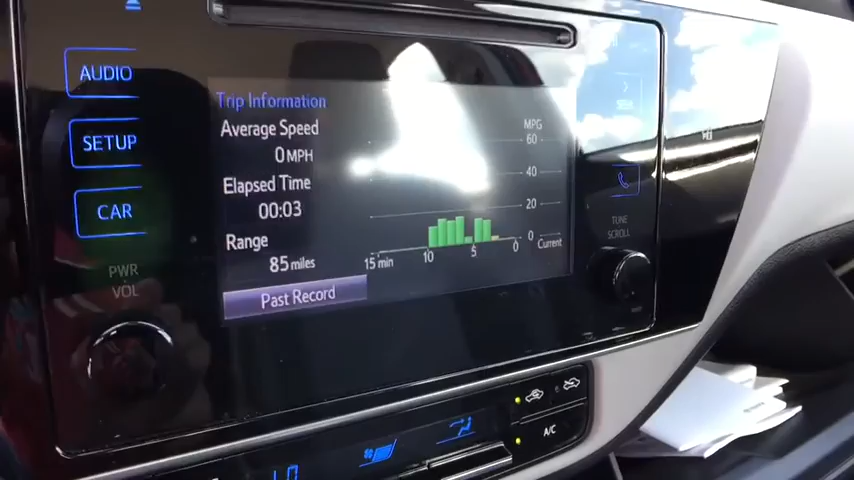 AUDIO
SETUP
CAR
PWR
VOL
Trip Information
Average Speed
0 MPH
Elapsed Time
00:03
Range
85 miles
Past Record
MPG
60
40
20
0
15 min
10
5
0
Current
TUNE
SCROLL
A/C
LO